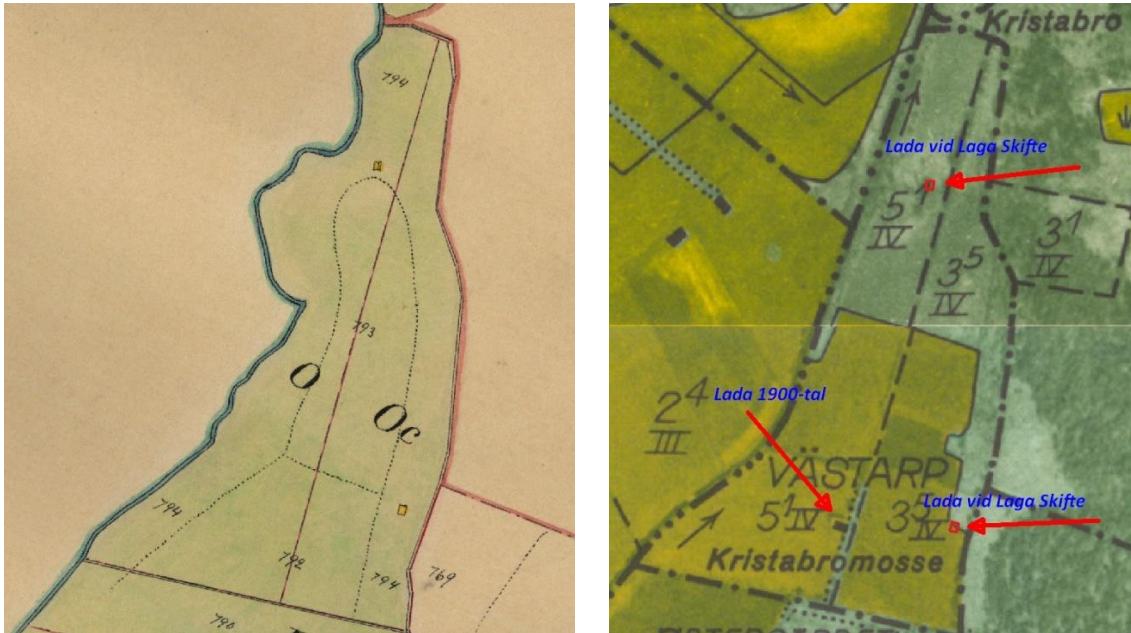 794
793
O
Oc
794
792
794
769
790
Kristabro
Lada vid Laga Skifte
5¹
IV
3¹
IV
3⁵
IV
2⁴
III
Lada 1900-tal
VÄSTARP
Lada vid Laga Skifte
5¹ IV
3⁵
IV
Kristabromosse